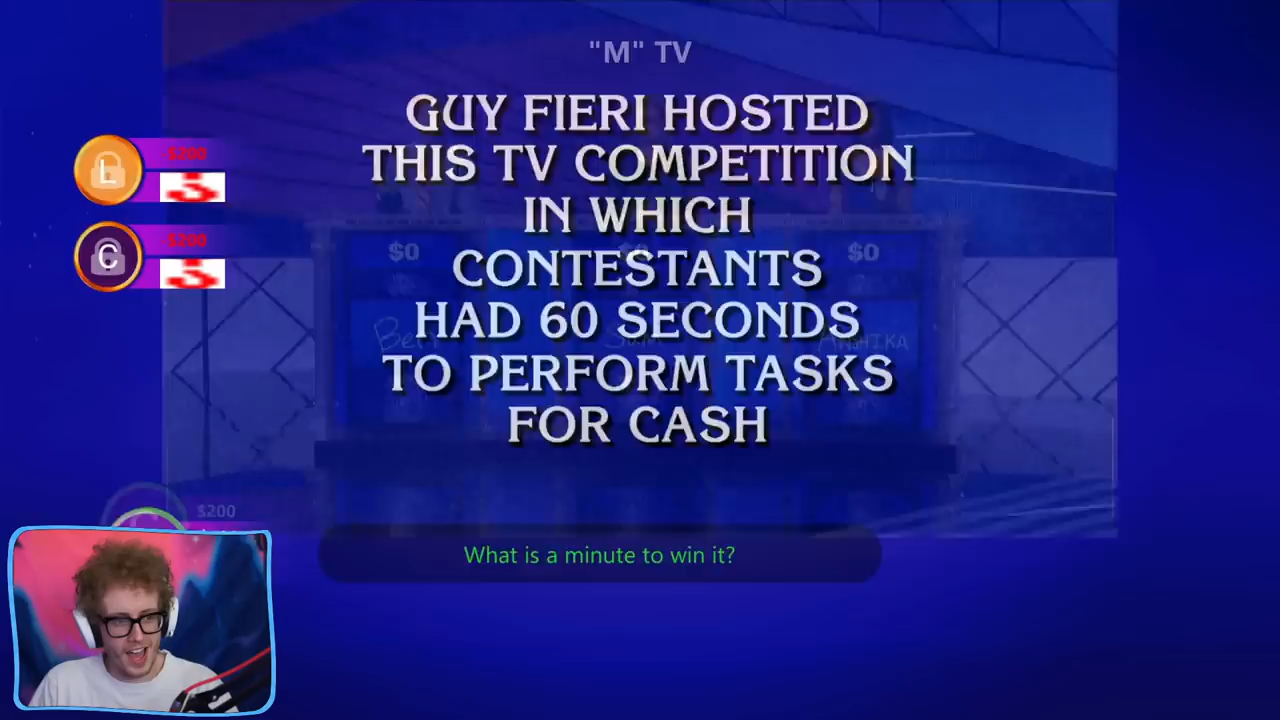 "M" TV
GUY FIERI HOSTED
THIS TV COMPETITION
IN WHICH
CONTESTANTS
HAD 60 SECONDS
TO PERFORM TASKS
FOR CASH
L
-$200
C
-$200
$0
$0
$0
$200
What is a minute to win it?